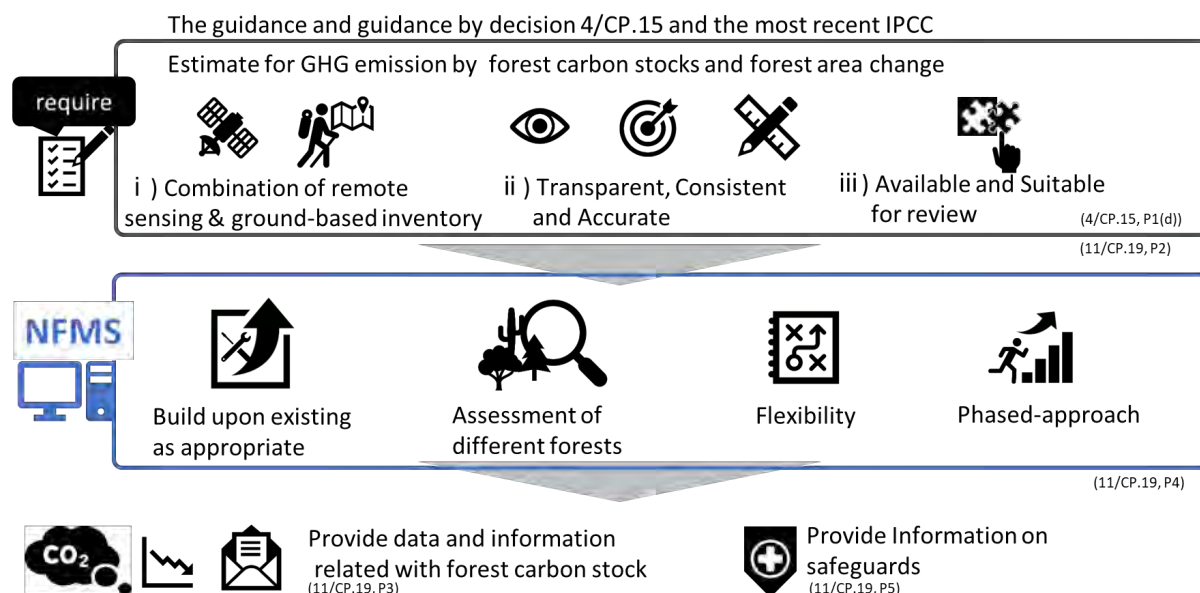 The guidance and guidance by decision 4/CP.15 and the most recent IPCC
Estimate for GHG emission by forest carbon stocks and forest area change
require
i ) Combination of remote
sensing & ground-based inventory
ii ) Transparent, Consistent
and Accurate
iii ) Available and Suitable
for review
(4/CP.15, P1(d))
(11/CP.19, P2)
NFMS
Build upon existing
as appropriate
Assessment of
different forests
Flexibility
Phased-approach
(11/CP.19, P4)
CO₂
Provide data and information
related with forest carbon stock
(11/CP.19, P3)
Provide Information on
safeguards
(11/CP.19, P5)